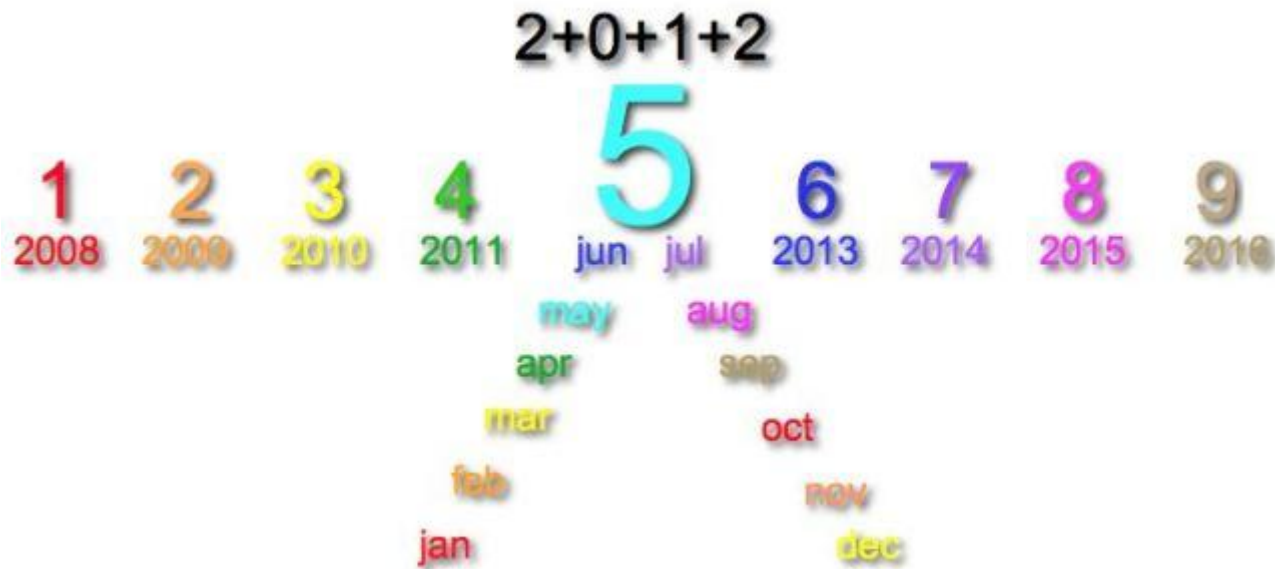 2+0+1+2
5
1 2 3 4 6 7 8 9
2008 2009 2010 2011 jun jul 2013 2014 2015 2016
may aug
apr sep
mar oct
feb nov
jan dec